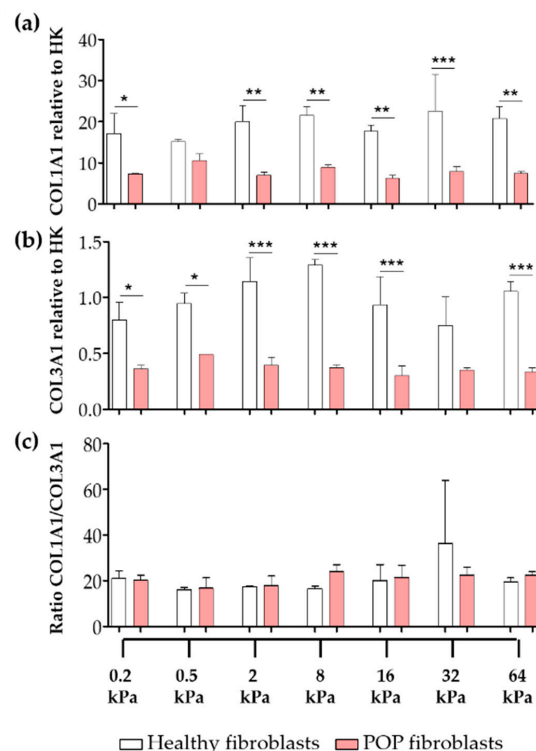 (a)
COL1A1 relative to HK
40
30
20
10
0
*
**
**
**
***
**
(b)
COL3A1 relative to HK
1.5
1.0
0.5
0.0
*
*
***
***
***
***
(c)
Ratio COL1A1/COL3A1
80
60
40
20
0
0.2 0.5 2 8 16 32 64
kPa kPa kPa kPa kPa kPa kPa
Healthy fibroblasts POP fibroblasts